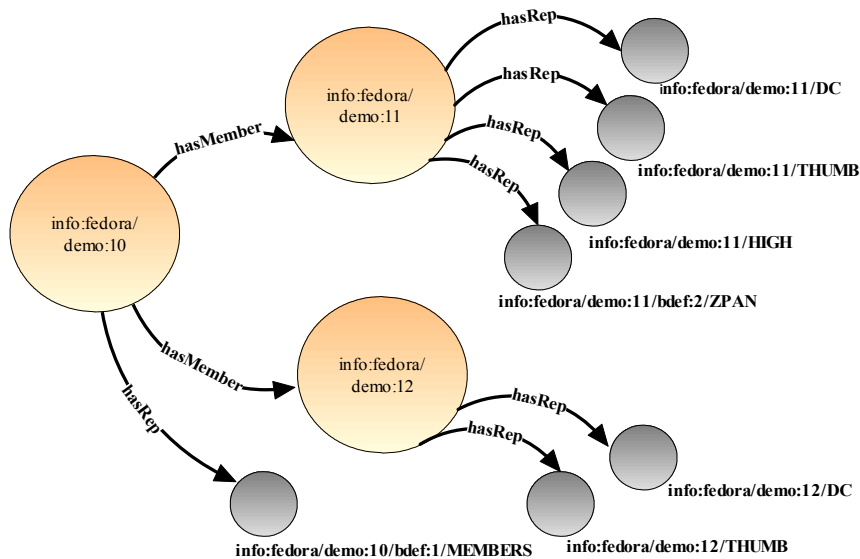 hasRep
info:fedora/demo:11/DC
hasRep
info:fedora/demo:11/THUMB
info:fedora/
demo:11
hasRep
info:fedora/demo:11/HIGH
hasRep
info:fedora/demo:11/bdef:2/ZPAN
hasMember
info:fedora/
demo:10
hasMember
info:fedora/
demo:12
hasRep
info:fedora/demo:12/DC
hasRep
info:fedora/demo:12/THUMB
hasRep
info:fedora/demo:10/bdef:1/MEMBERS